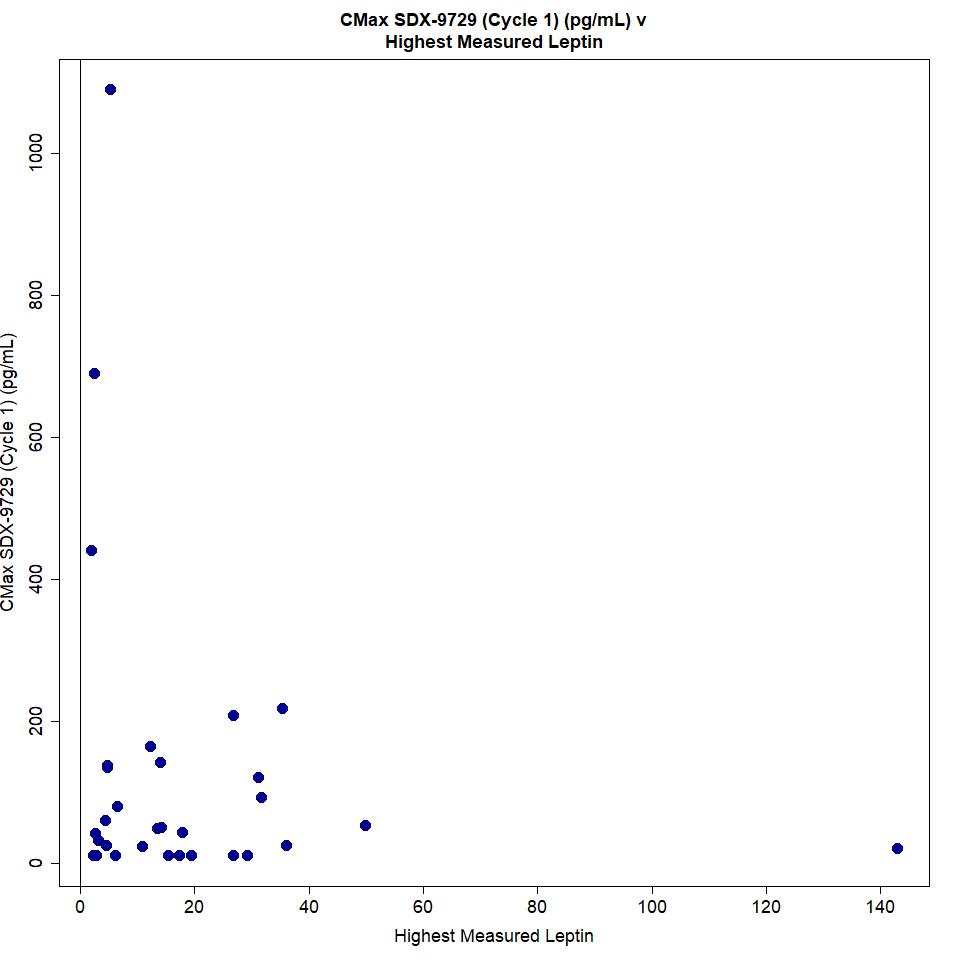 CMax SDX-9729 (Cycle 1) (pg/mL) v
Highest Measured Leptin
CMax SDX-9729 (Cycle 1) (pg/mL)
1000
800
600
400
200
0
0 20 40 60 80 100 120 140
Highest Measured Leptin